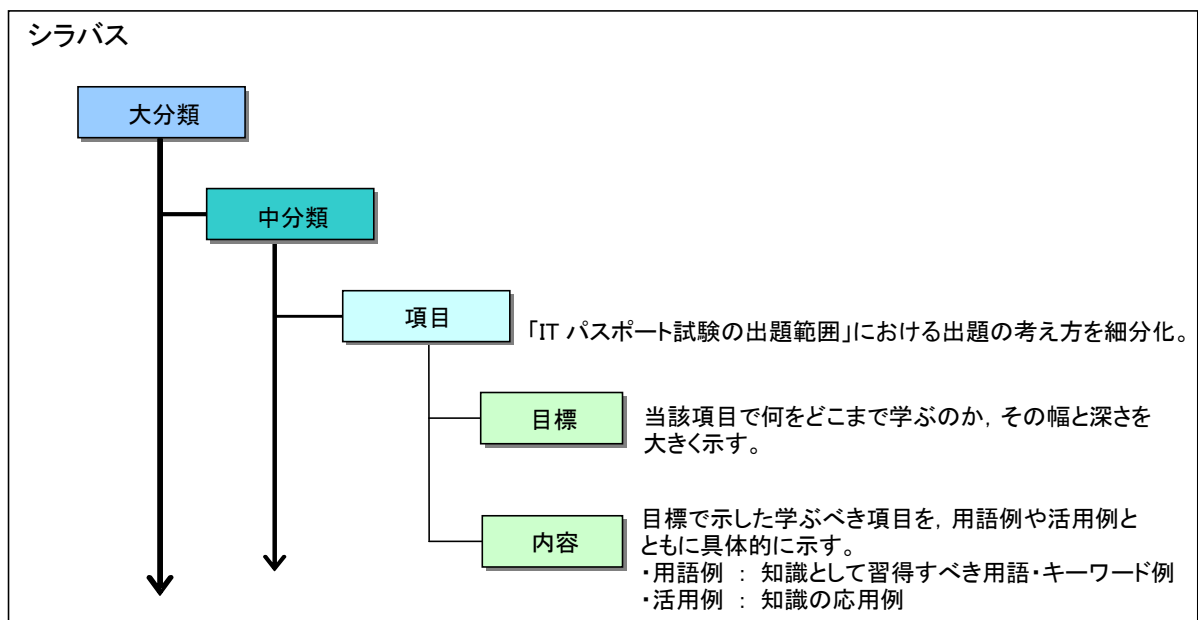 シラバス
大分類
中分類
項目
「IT パスポート試験の出題範囲」における出題の考え方を細分化。
目標
当該項目で何をどこまで学ぶのか，その幅と深さを
大きく示す。
内容
目標で示した学ぶべき項目を，用語例や活用例と
ともに具体的に示す。
・用語例 ： 知識として習得すべき用語・キーワード例
・活用例 ： 知識の応用例